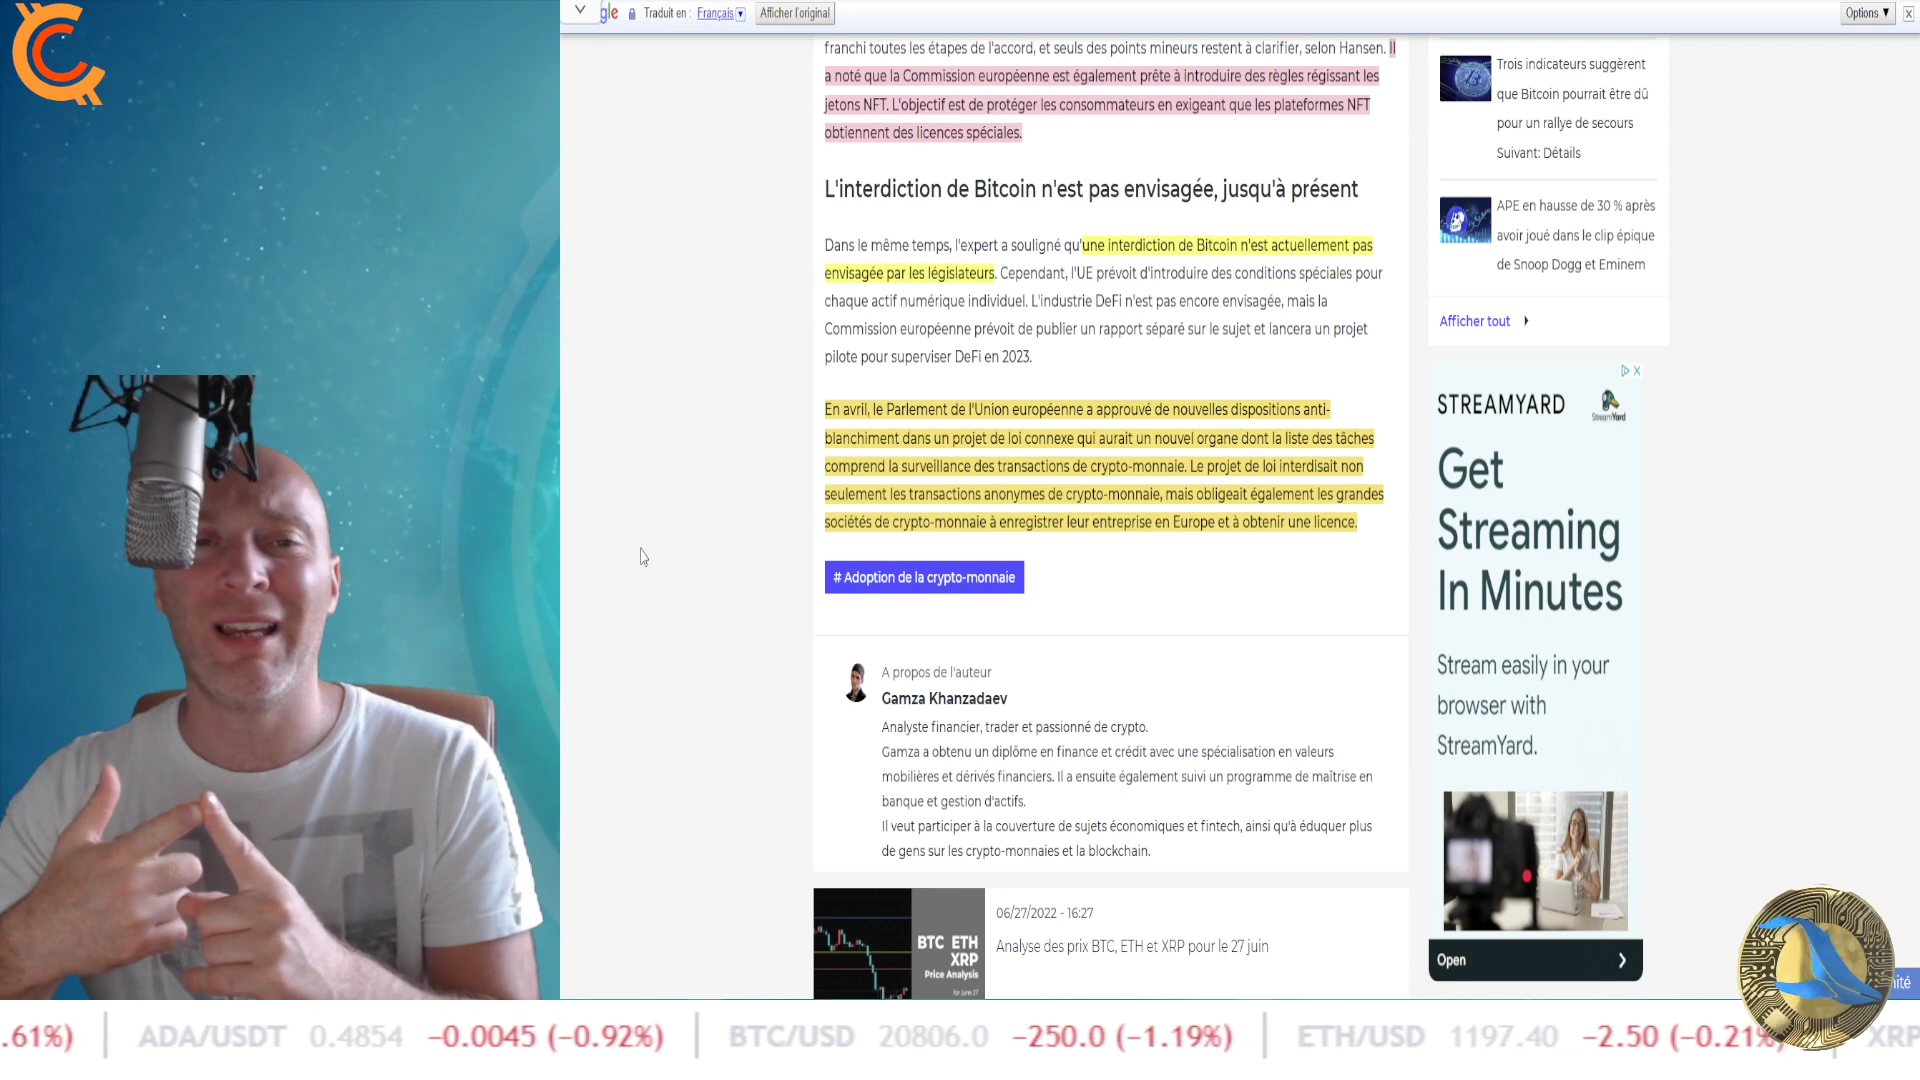 gle Traduit en : Français ▼ Afficher l'original Options ▼ X
franchi toutes les étapes de l'accord, et seuls des points mineurs restent à clarifier, selon Hansen. Il
a noté que la Commission européenne est également prête à introduire des règles régissant les
jetons NFT. L'objectif est de protéger les consommateurs en exigeant que les plateformes NFT
obtiennent des licences spéciales.
L'interdiction de Bitcoin n'est pas envisagée, jusqu'à présent
Dans le même temps, l'expert a souligné qu'une interdiction de Bitcoin n'est actuellement pas
envisagée par les législateurs. Cependant, l'UE prévoit d'introduire des conditions spéciales pour
chaque actif numérique individuel. L'industrie DeFi n'est pas encore envisagée, mais la
Commission européenne prévoit de publier un rapport séparé sur le sujet et lancera un projet
pilote pour superviser DeFi en 2023.
En avril, le Parlement de l'Union européenne a approuvé de nouvelles dispositions anti-
blanchiment dans un projet de loi connexe qui aurait un nouvel organe dont la liste des tâches
comprend la surveillance des transactions de crypto-monnaie. Le projet de loi interdisait non
seulement les transactions anonymes de crypto-monnaie, mais obligeait également les grandes
sociétés de crypto-monnaie à enregistrer leur entreprise en Europe et à obtenir une licence.
# Adoption de la crypto-monnaie
A propos de l'auteur
Gamza Khanzadaev
Analyste financier, trader et passionné de crypto.
Gamza a obtenu un diplôme en finance et crédit avec une spécialisation en valeurs
mobilières et dérivés financiers. Il a ensuite également suivi un programme de maîtrise en
banque et gestion d'actifs.
Il veut participer à la couverture de sujets économiques et fintech, ainsi qu'à éduquer plus
de gens sur les crypto-monnaies et la blockchain.
BTC ETH
XRP
Price Analysis
for June 27
06/27/2022 - 16:27
Analyse des prix BTC, ETH et XRP pour le 27 juin
Trois indicateurs suggèrent
que Bitcoin pourrait être dû
pour un rallye de secours
Suivant: Détails
APE en hausse de 30 % après
avoir joué dans le clip épique
de Snoop Dogg et Eminem
Afficher tout
STREAMYARD
StreamYard
Get
Streaming
In Minutes
Stream easily in your
browser with
StreamYard.
Open
ité
.61%) ADA/USDT 0.4854 −0.0045 (−0.92%) BTC/USD 20806.0 −250.0 (−1.19%) ETH/USD 1197.40 −2.50 (−0.21%) XRP